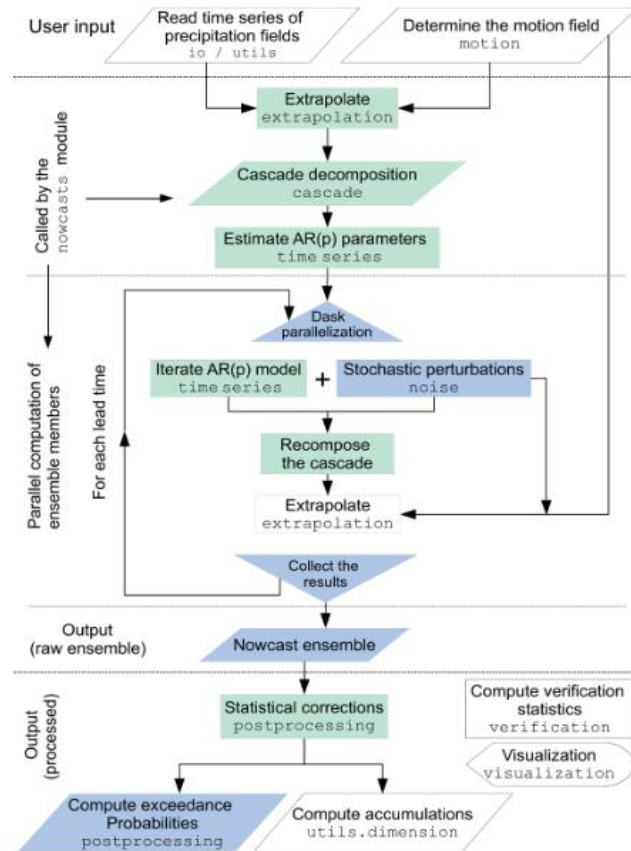 User input
Read time series of
precipitation fields
io / utils
Determine the motion field
motion
Called by the
nowcasts module
Extrapolate
extrapolation
Cascade decomposition
cascade
Estimate AR(p) parameters
time series
Parallel computation of
ensemble members
For each lead time
Dask
parallelization
Iterate AR(p) model
time series
+
Stochastic perturbations
noise
Recompose
the cascade
Extrapolate
extrapolation
Collect the
results
Output
(raw ensemble)
Nowcast ensemble
Output
(processed)
Statistical corrections
postprocessing
Compute verification
statistics
verification
Visualization
visualization
Compute exceedance
Probabilities
postprocessing
Compute accumulations
utils.dimension